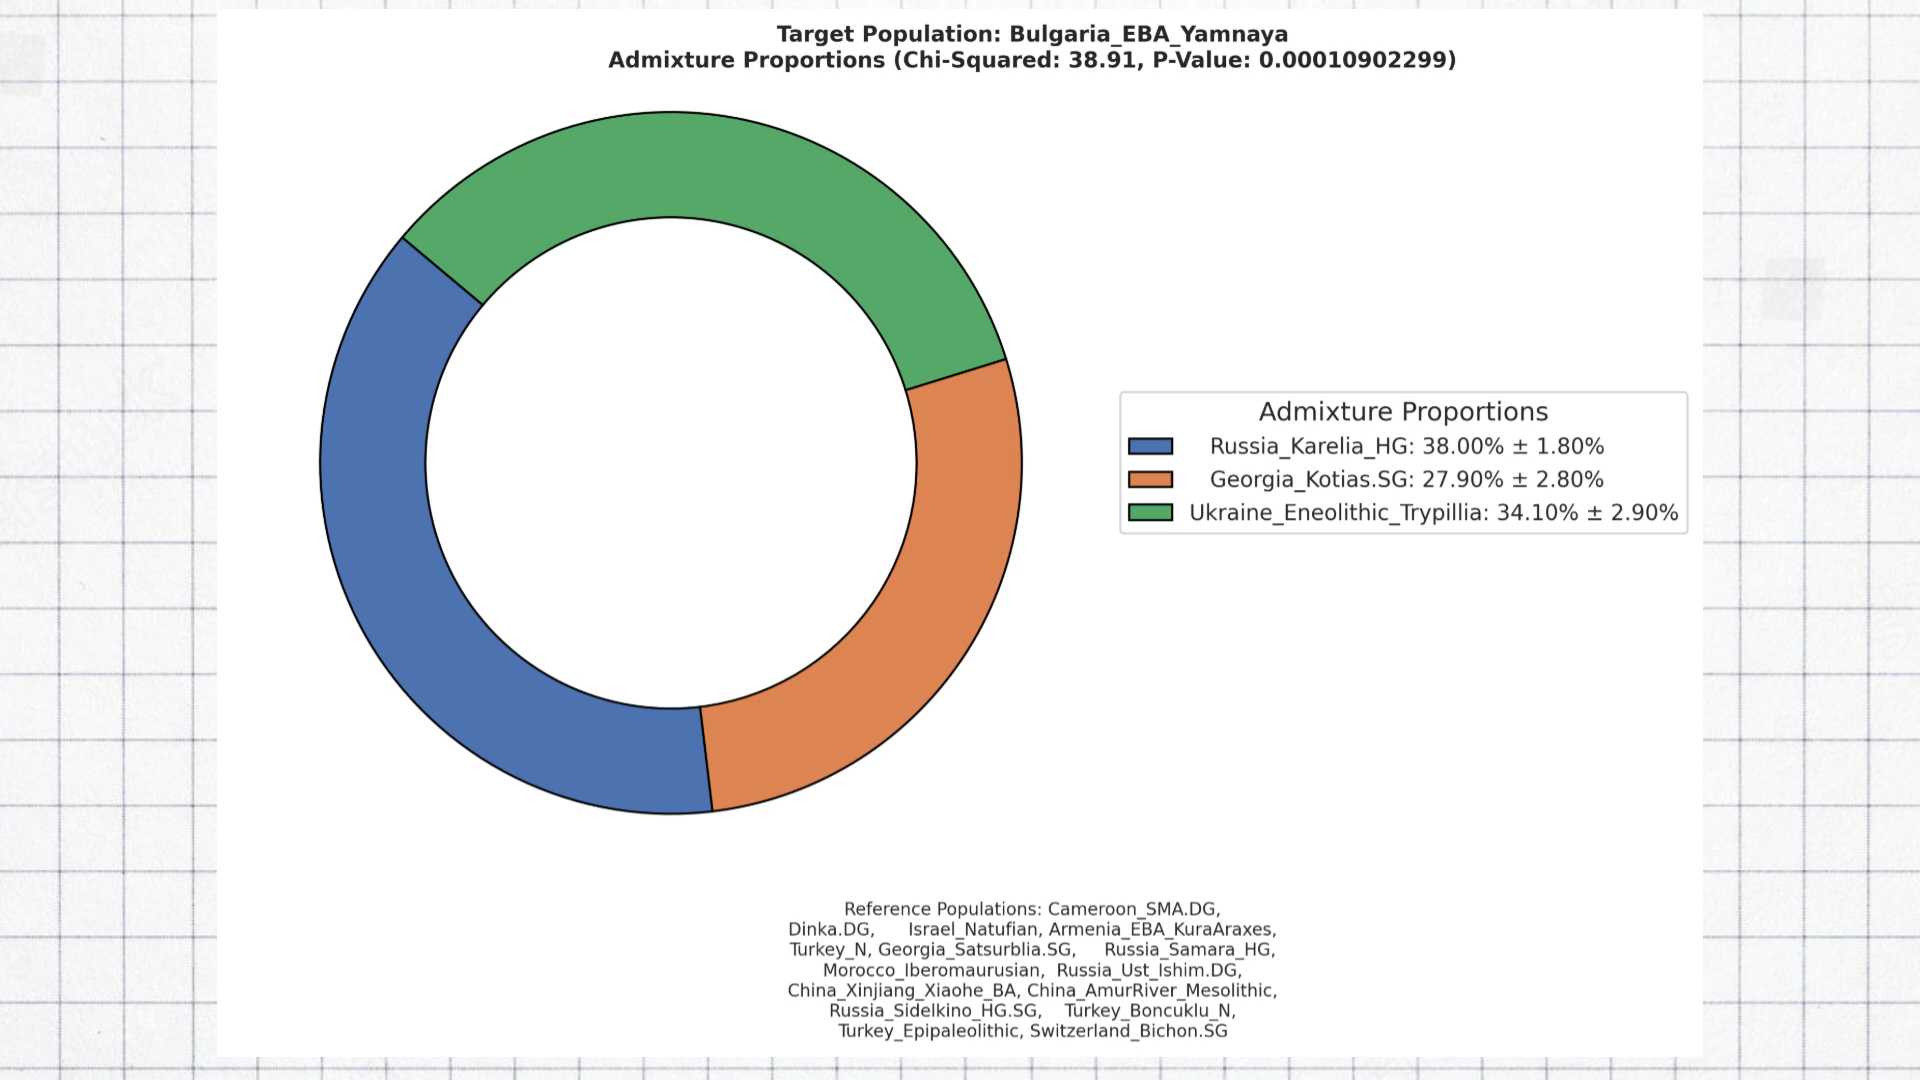 Target Population: Bulgaria_EBA_Yamnaya
Admixture Proportions (Chi-Squared: 38.91, P-Value: 0.00010902299)
Admixture Proportions
Russia_Karelia_HG: 38.00% ± 1.80%
Georgia_Kotias.SG: 27.90% ± 2.80%
Ukraine_Eneolithic_Trypillia: 34.10% ± 2.90%
Reference Populations: Cameroon_SMA.DG,
Dinka.DG, Israel_Natufian, Armenia_EBA_KuraAraxes,
Turkey_N, Georgia_Satsurblia.SG, Russia_Samara_HG,
Morocco_Iberomaurusian, Russia_Ust_Ishim.DG,
China_Xinjiang_Xiaohe_BA, China_AmurRiver_Mesolithic,
Russia_Sidelkino_HG.SG, Turkey_Boncuklu_N,
Turkey_Epipaleolithic, Switzerland_Bichon.SG